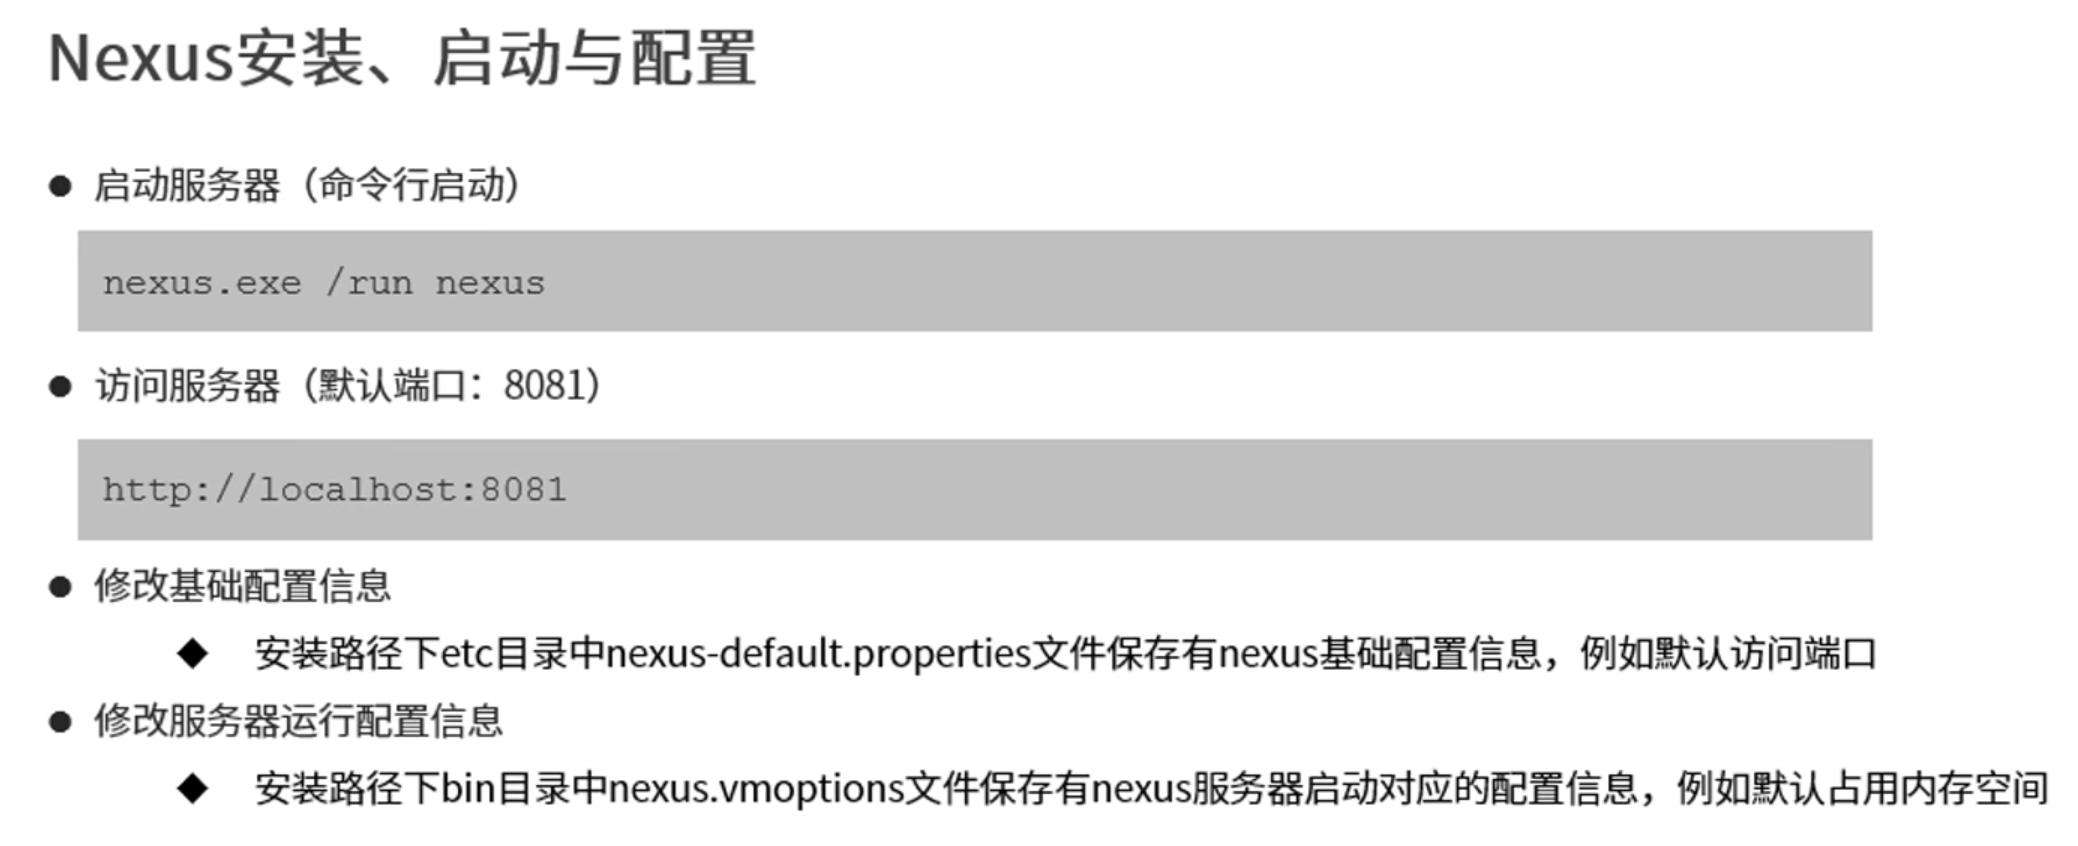 Nexus安装、启动与配置
● 启动服务器（命令行启动）
nexus.exe /run nexus
● 访问服务器（默认端口：8081）
http://localhost:8081
● 修改基础配置信息
◆ 安装路径下etc目录中nexus-default.properties文件保存有nexus基础配置信息，例如默认访问端口
● 修改服务器运行配置信息
◆ 安装路径下bin目录中nexus.vmoptions文件保存有nexus服务器启动对应的配置信息，例如默认占用内存空间